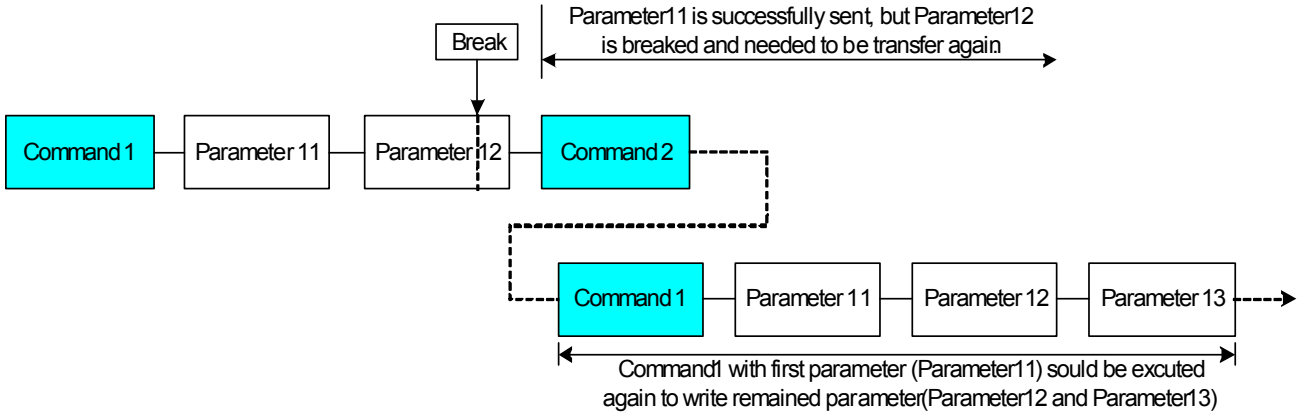 Parameter11 is successfully sent, but Parameter12
is breaked and needed to be transfer again.
Break
Command 1
Parameter 11
Parameter 12
Command 2
Command 1
Parameter 11
Parameter 12
Parameter 13
Command1 with first parameter (Parameter11) sould be excuted
again to write remained parameter(Parameter12 and Parameter13)